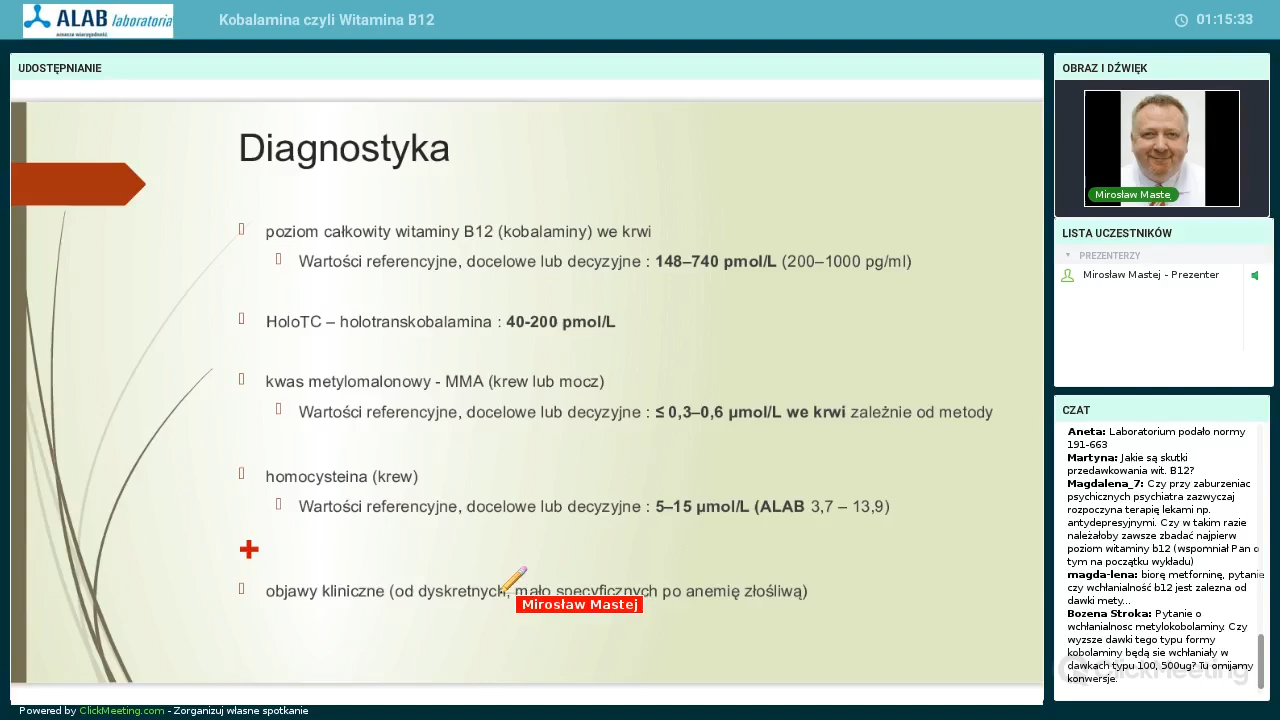 ALAB laboratoria
Kobalamina czyli Witamina B12
01:15:33
UDOSTĘPNIANIE
Diagnostyka
poziom całkowity witaminy B12 (kobalaminy) we krwi
Wartości referencyjne, docelowe lub decyzyjne : 148–740 pmol/L (200–1000 pg/ml)
HoloTC – holotranskobalamina : 40-200 pmol/L
kwas metylomalonowy - MMA (krew lub mocz)
Wartości referencyjne, docelowe lub decyzyjne : ≤ 0,3–0,6 µmol/L we krwi zależnie od metody
homocysteina (krew)
Wartości referencyjne, docelowe lub decyzyjne : 5–15 µmol/L (ALAB 3,7 – 13,9)
objawy kliniczne (od dyskretnych, mało specyficznych po anemię złośliwą)
Mirosław Mastej
OBRAZ I DŹWIĘK
Mirosław Maste
LISTA UCZESTNIKÓW
PREZENTERZY
Mirosław Mastej - Prezenter
CZAT
Aneta: Laboratorium podało normy
191-663
Martyna: Jakie są skutki
przedawkowania wit. B12?
Magdalena_7: Czy przy zaburzeniac
psychicznych psychiatra zazwyczaj
rozpoczyna terapię lekami np.
antydepresyjnymi. Czy w takim razie
należałoby zawsze zbadać najpierw
poziom witaminy b12 (wspomniał Pan o
tym na początku wykładu)
magda-lena: biorę metforminę, pytanie
czy wchłanialność b12 jest zalezna od
dawki mety...
Bozena Stroka: Pytanie o
wchłanialnosc metylokobolaminy. Czy
wyzsze dawki tego typu formy
kobolaminy będą sie wchłaniały w
dawkach typu 100, 500ug? Tu omijamy
konwersje.
ClickMeeting
Powered by ClickMeeting.com - Zorganizuj własne spotkanie